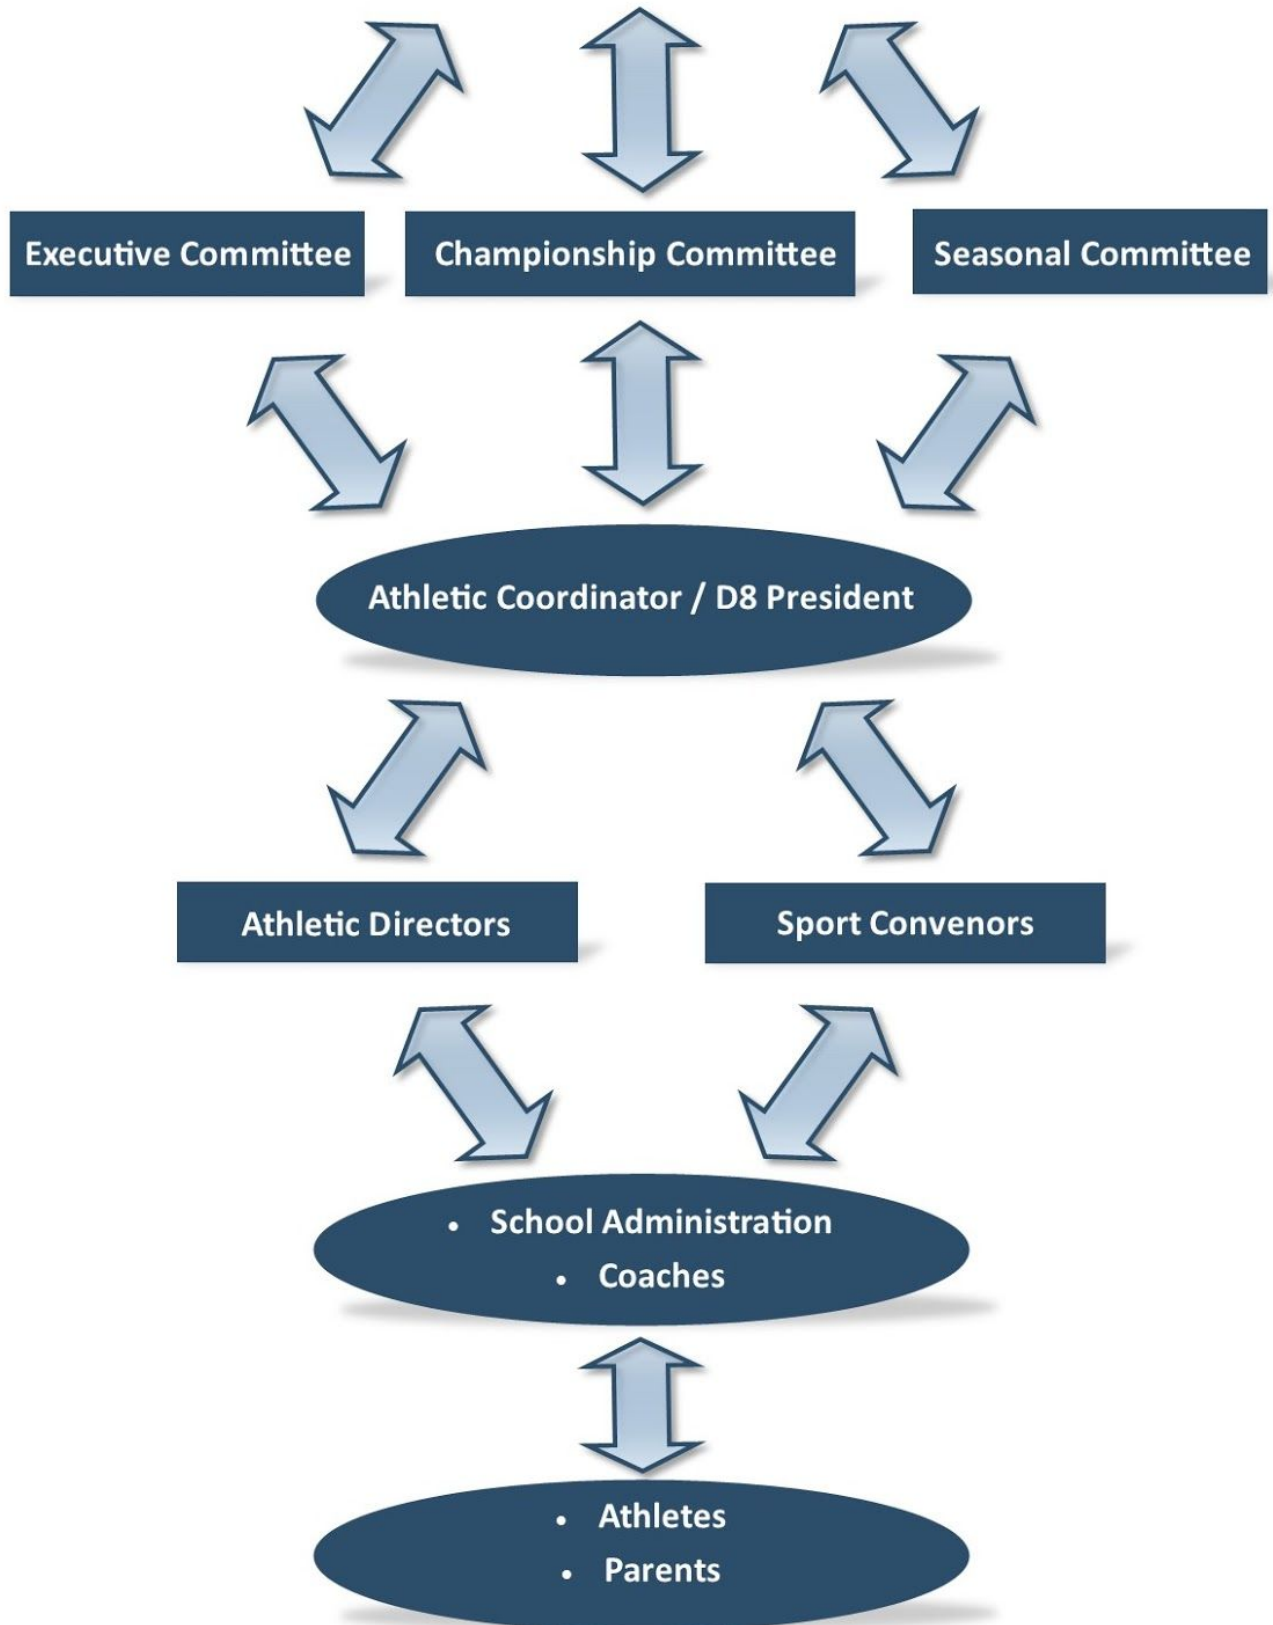 Executive Committee
Championship Committee
Seasonal Committee
Athletic Coordinator / D8 President
Athletic Directors
Sport Convenors
• School Administration
• Coaches
• Athletes
• Parents